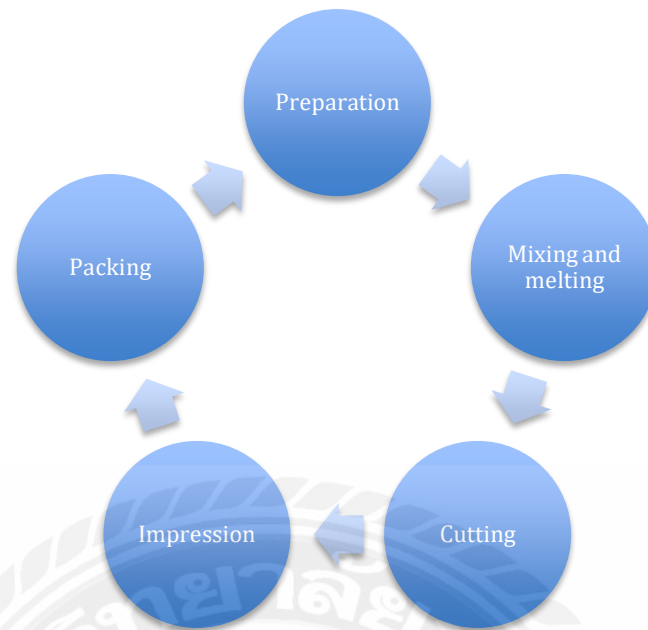 Preparation
Mixing and
melting
Cutting
Impression
Packing